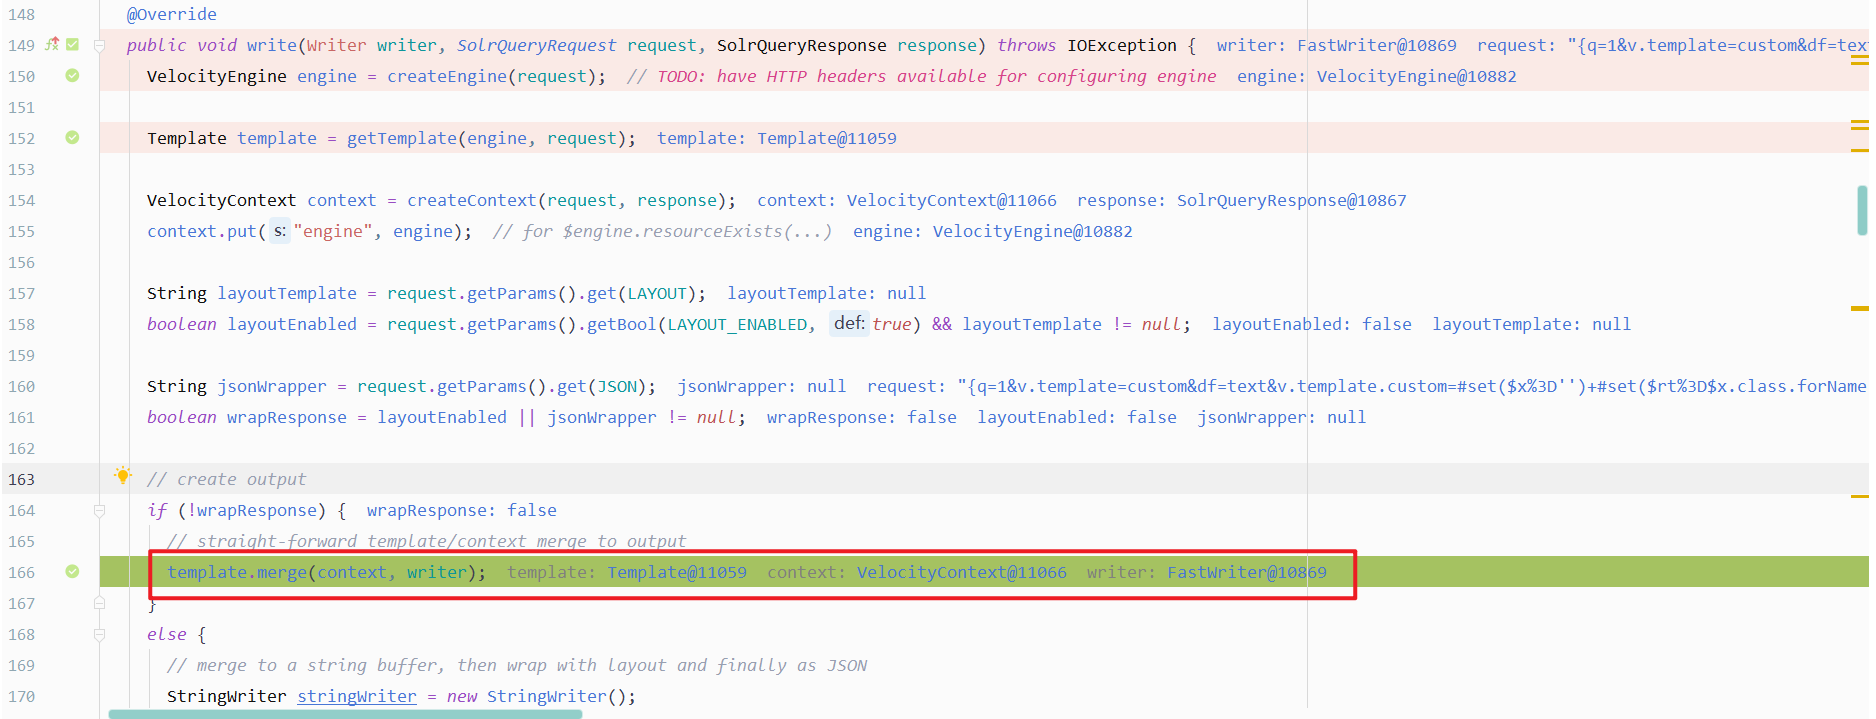 148 @Override
149 public void write(Writer writer, SolrQueryRequest request, SolrQueryResponse response) throws IOException { writer: FastWriter@10869 request: "{q=1&v.template=custom&df=text
150 VelocityEngine engine = createEngine(request); // TODO: have HTTP headers available for configuring engine engine: VelocityEngine@10882
151
152 Template template = getTemplate(engine, request); template: Template@11059
153
154 VelocityContext context = createContext(request, response); context: VelocityContext@11066 response: SolrQueryResponse@10867
155 context.put( s: "engine", engine); // for $engine.resourceExists(...) engine: VelocityEngine@10882
156
157 String layoutTemplate = request.getParams().get(LAYOUT); layoutTemplate: null
158 boolean layoutEnabled = request.getParams().getBool(LAYOUT_ENABLED, def: true) && layoutTemplate != null; layoutEnabled: false layoutTemplate: null
159
160 String jsonWrapper = request.getParams().get(JSON); jsonWrapper: null request: "{q=1&v.template=custom&df=text&v.template.custom=#set($x%3D'')+#set($rt%3D$x.class.forName
161 boolean wrapResponse = layoutEnabled || jsonWrapper != null; wrapResponse: false layoutEnabled: false jsonWrapper: null
162
163 // create output
164 if (!wrapResponse) { wrapResponse: false
165 // straight-forward template/context merge to output
166 template.merge(context, writer); template: Template@11059 context: VelocityContext@11066 writer: FastWriter@10869
167 }
168 else {
169 // merge to a string buffer, then wrap with layout and finally as JSON
170 StringWriter stringWriter = new StringWriter();